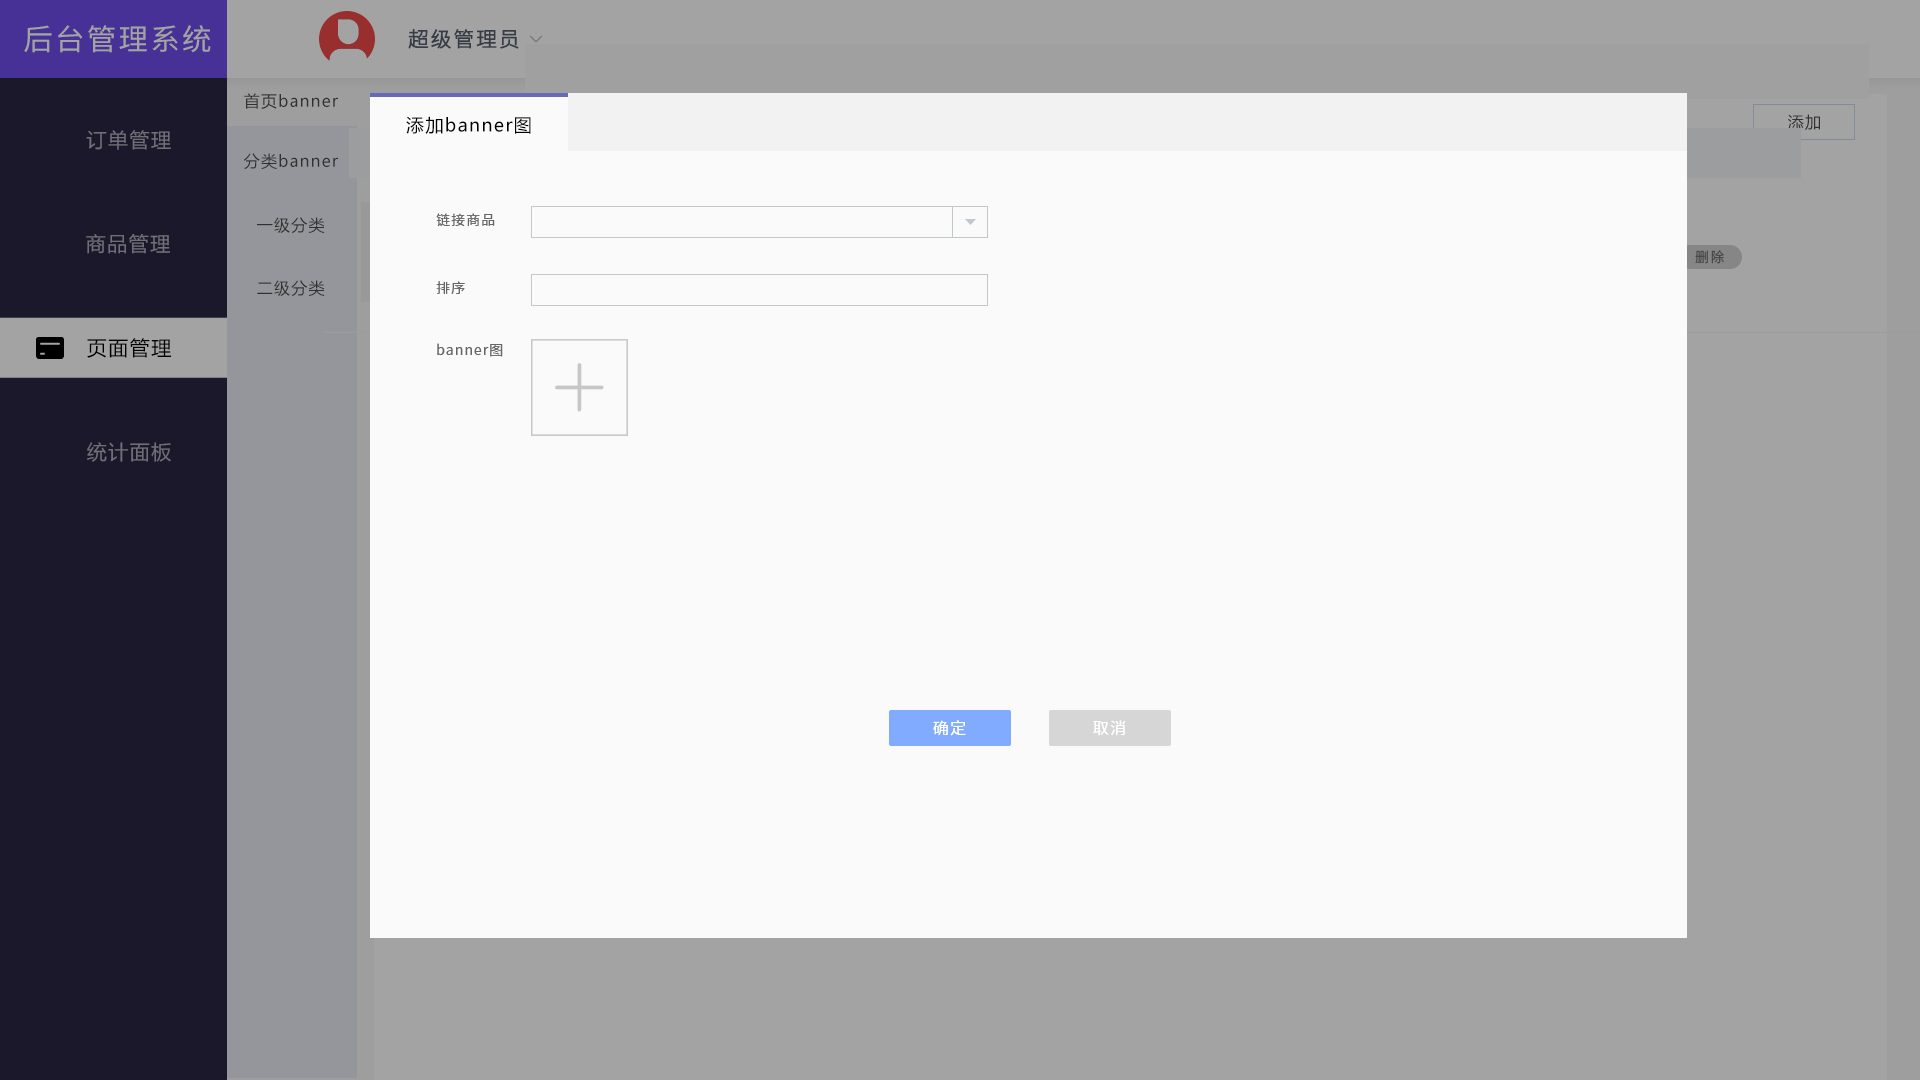 后台管理系统
超级管理员
订单管理
商品管理
页面管理
统计面板
首页banner
分类banner
一级分类
二级分类
添加
删除
添加banner图
链接商品
排序
banner图
确定
取消